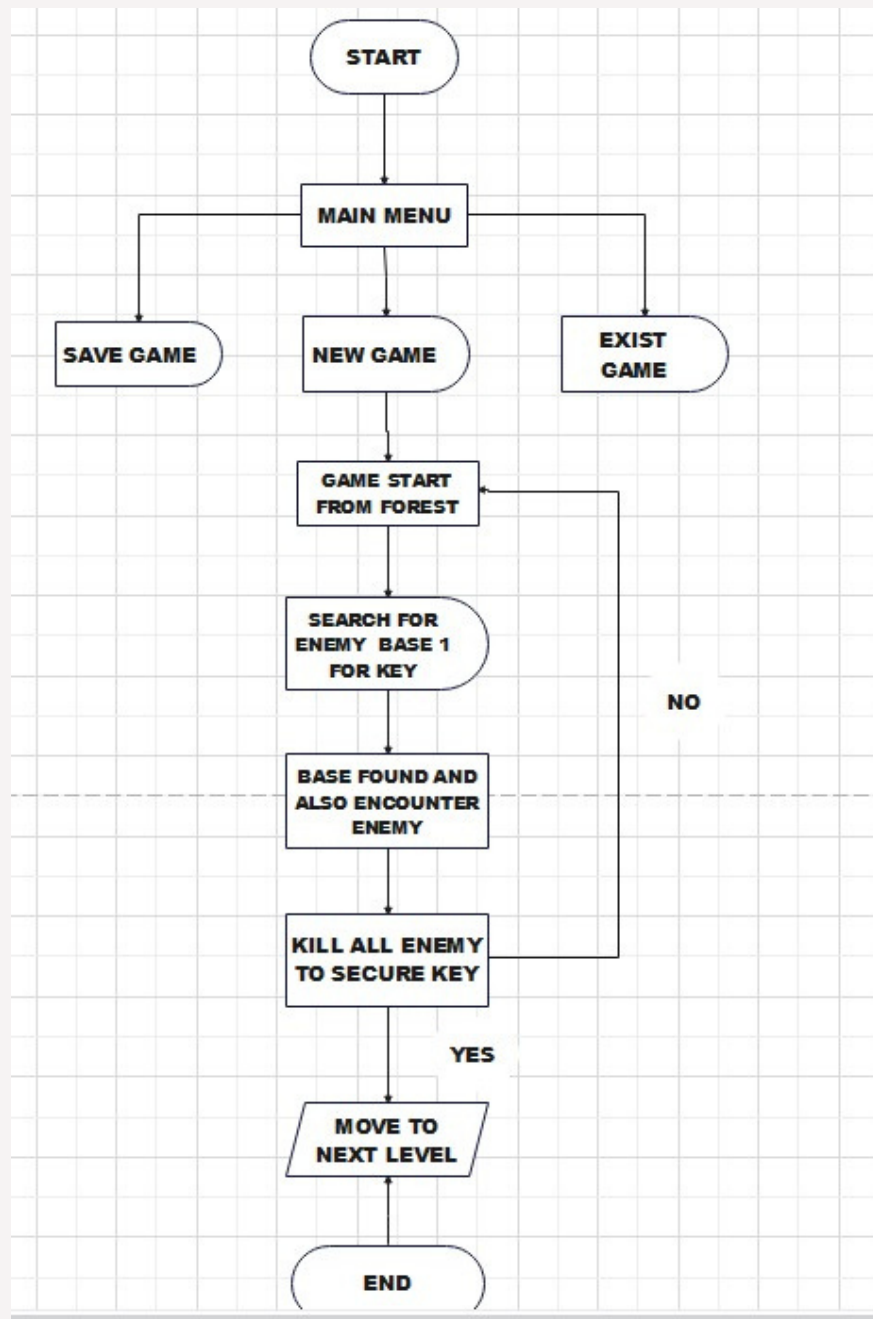 START
MAIN MENU
SAVE GAME
NEW GAME
EXIST
GAME
GAME START
FROM FOREST
SEARCH FOR
ENEMY BASE 1
FOR KEY
NO
BASE FOUND AND
ALSO ENCOUNTER
ENEMY
KILL ALL ENEMY
TO SECURE KEY
YES
MOVE TO
NEXT LEVEL
END